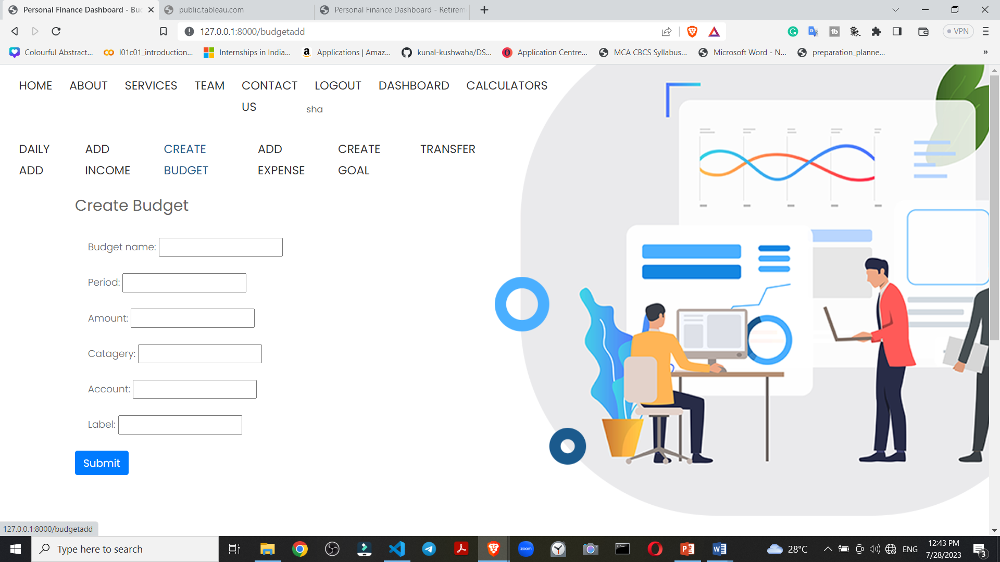 Personal Finance Dashboard - Buc
public.tableau.com
Personal Finance Dashboard - Retirem
127.0.0.1:8000/budgetadd
VPN
Colourful Abstract...
l01c01_introduction...
Internships in India...
Applications | Amaz...
kunal-kushwaha/DS...
Application Centre...
MCA CBCS Syllabus...
Microsoft Word - N...
preparation_planne...
»
HOME ABOUT SERVICES TEAM CONTACT US LOGOUT DASHBOARD CALCULATORS
sha
DAILY ADD
ADD INCOME
CREATE BUDGET
ADD EXPENSE
CREATE GOAL
TRANSFER
Create Budget
Budget name:
Period:
Amount:
Catagery:
Account:
Label:
Submit
127.0.0.1:8000/budgetadd
Type here to search
zoom
28°C
ENG
12:43 PM
7/28/2023
3